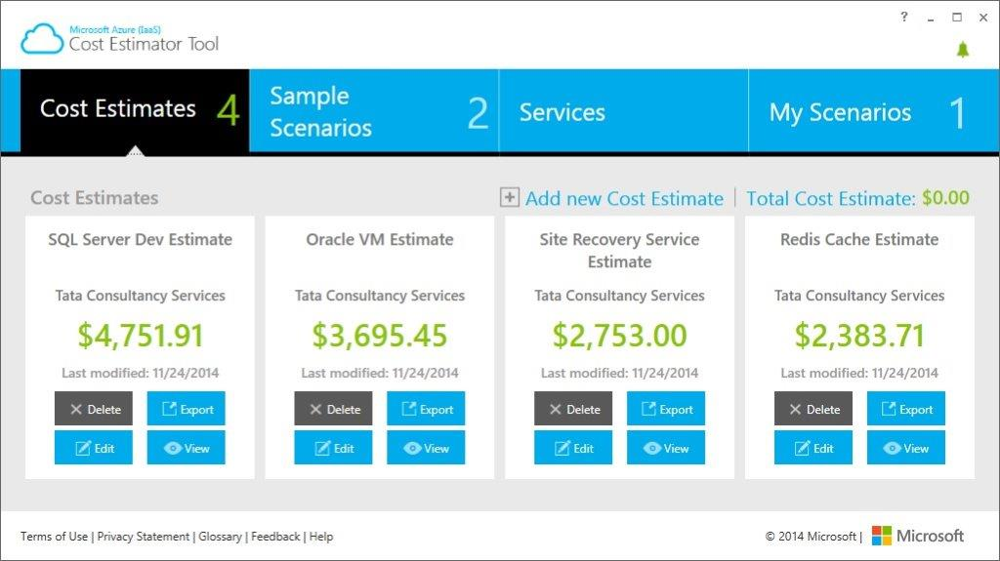 Microsoft Azure (IaaS)
Cost Estimator Tool
?
Cost Estimates 4
Sample
Scenarios 2
Services
My Scenarios 1
Cost Estimates
Add new Cost Estimate | Total Cost Estimate: $0.00
SQL Server Dev Estimate
Tata Consultancy Services
$4,751.91
Last modified: 11/24/2014
Delete Export
Edit View
Oracle VM Estimate
Tata Consultancy Services
$3,695.45
Last modified: 11/24/2014
Delete Export
Edit View
Site Recovery Service
Estimate
Tata Consultancy Services
$2,753.00
Last modified: 11/24/2014
Delete Export
Edit View
Redis Cache Estimate
Tata Consultancy Services
$2,383.71
Last modified: 11/24/2014
Delete Export
Edit View
Terms of Use | Privacy Statement | Glossary | Feedback | Help
© 2014 Microsoft | Microsoft